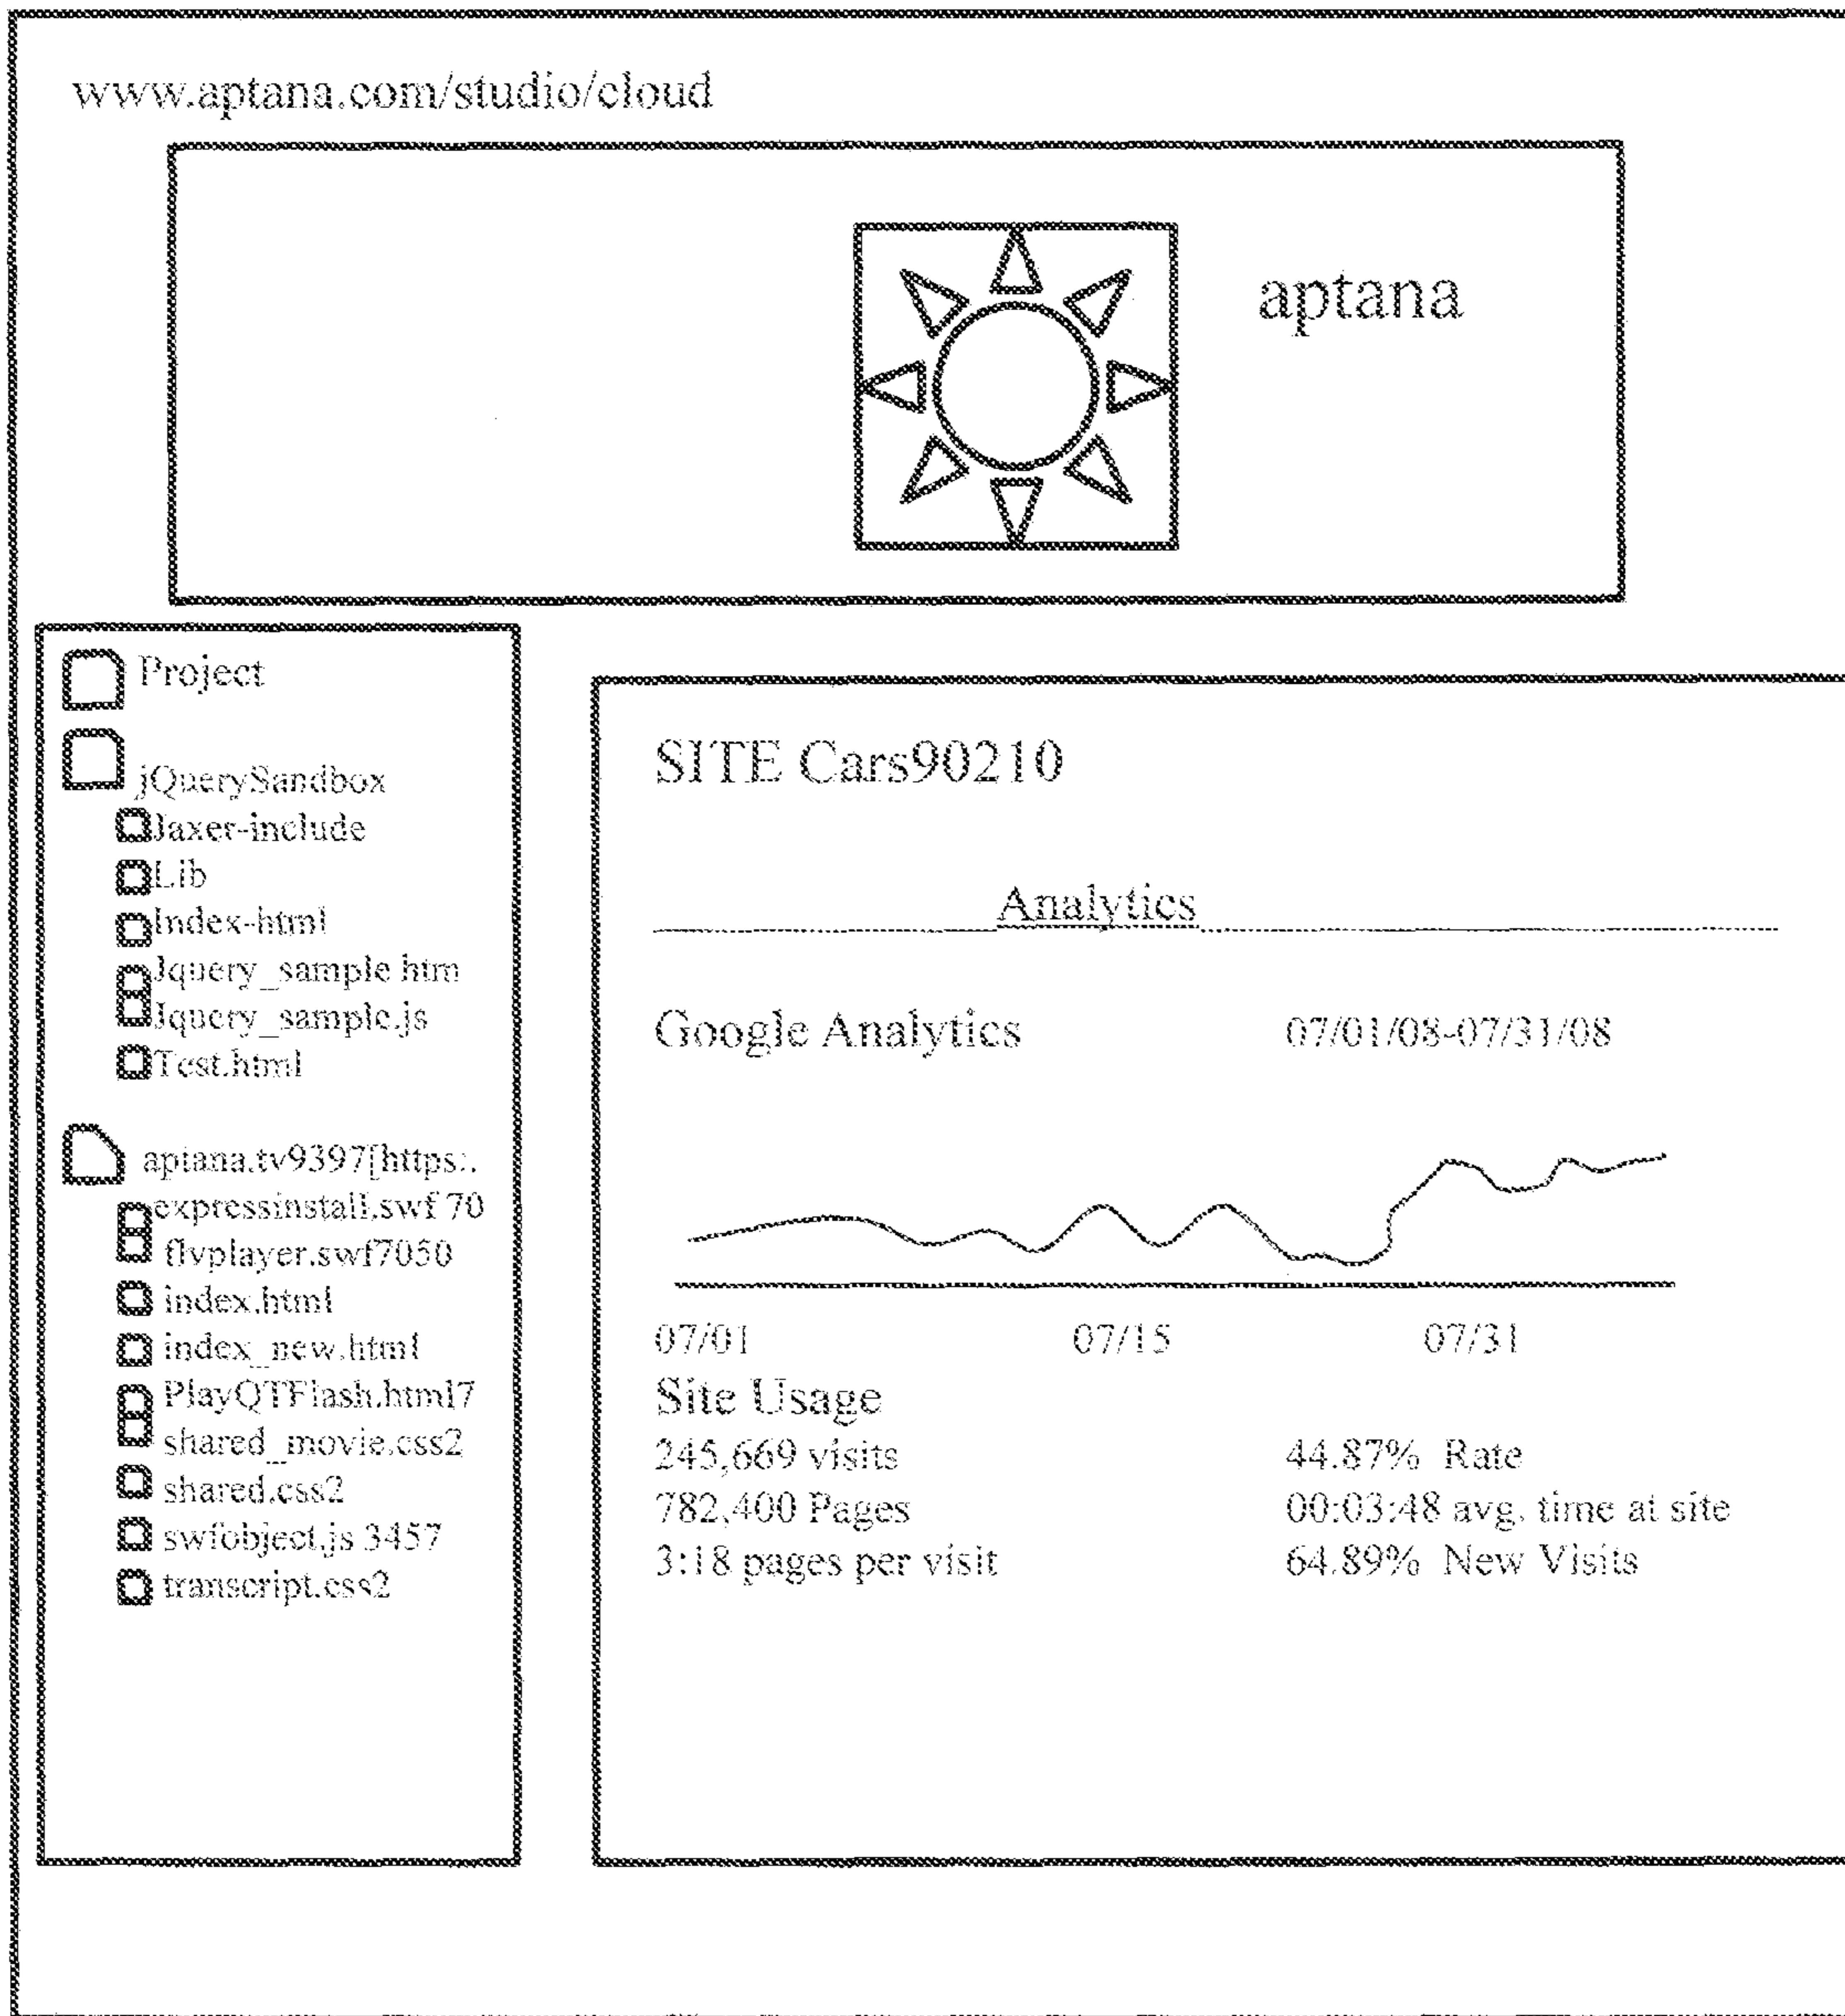 www.aptana.com/studio/cloud
aptana
Project
jQuerySandbox
Jaxer-include
Lib
Index-html
Jquery_sample htm
Jquery_sample.js
Test.html
aptana.tv9397[https:.
expressinstall.swf 70
flvplayer.swf7050
index.html
index_new.html
PlayQTFlash.html7
shared_movie.css2
shared.css2
swfobject.js 3457
transcript.css2
SITE Cars90210
Analytics
Google Analytics 07/01/08-07/31/08
07/01 07/15 07/31
Site Usage
245,669 visits 44.87% Rate
782,400 Pages 00:03:48 avg. time at site
3:18 pages per visit 64.89% New Visits